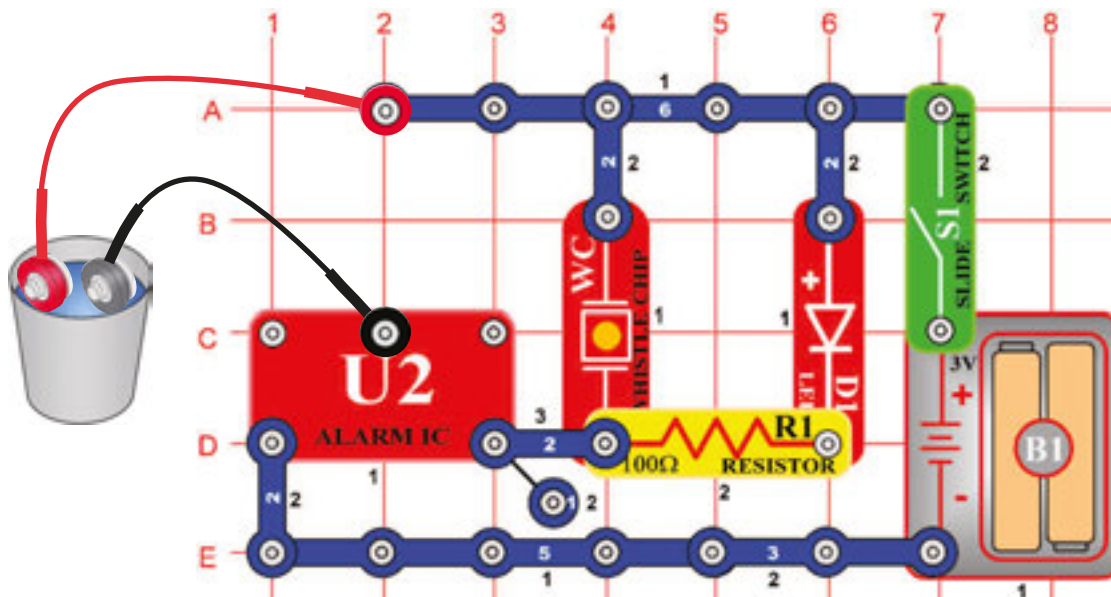 1 2 3 4 5 6 7 8
1
A
6
2 2
2 2
2
SLIDE SWITCH
S1
B
WC
WHISTLE CHIP
1
+
1
C
U2
ALARM IC
D1
LED
3V
+
3
D
2
R1
100Ω RESISTOR
B1
1
2
-
2 2
1 2
E
5 3
1 2
1